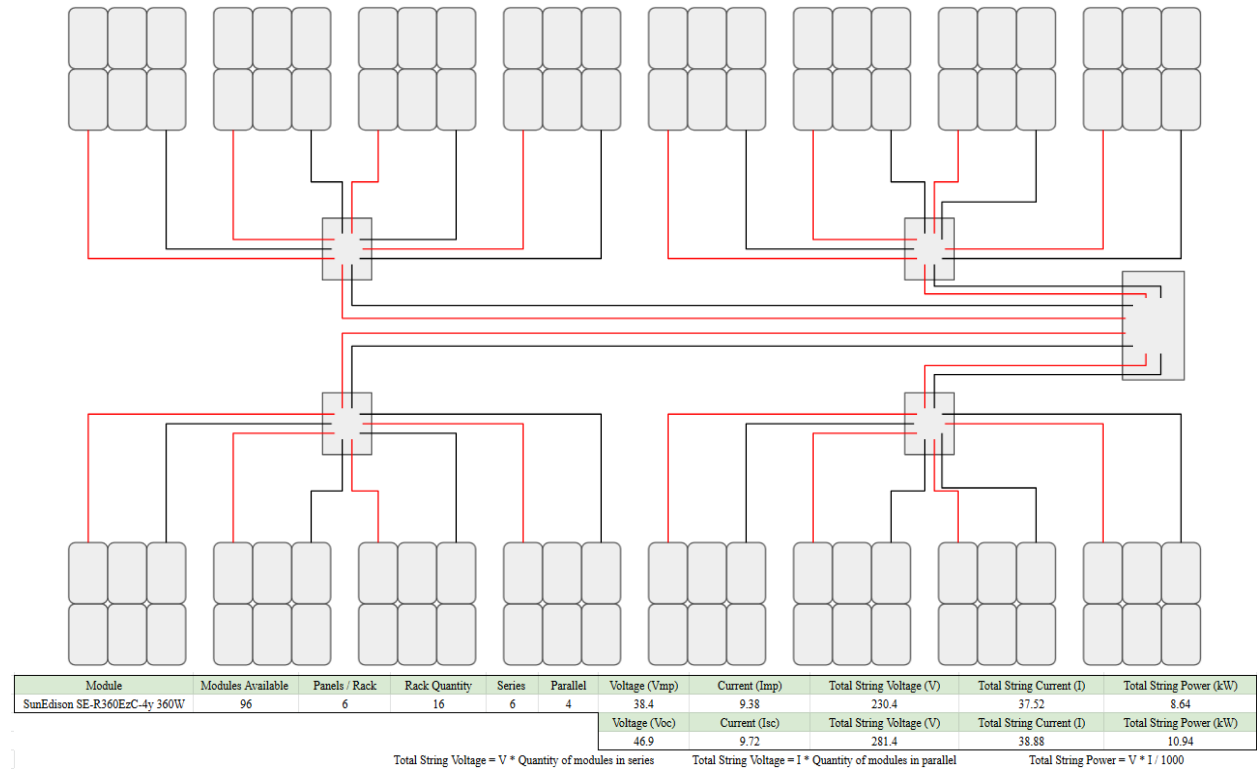 Module Modules Available Panels / Rack Rack Quantity Series Parallel Voltage (Vmp) Current (Imp) Total String Voltage (V) Total String Current (I) Total String Power (kW)
SunEdison SE-R360EzC-4y 360W 96 6 16 6 4 38.4 9.38 230.4 37.52 8.64
Voltage (Voc) Current (Isc) Total String Voltage (V) Total String Current (I) Total String Power (kW)
46.9 9.72 281.4 38.88 10.94
Total String Voltage = V * Quantity of modules in series Total String Voltage = I * Quantity of modules in parallel Total String Power = V * I / 1000